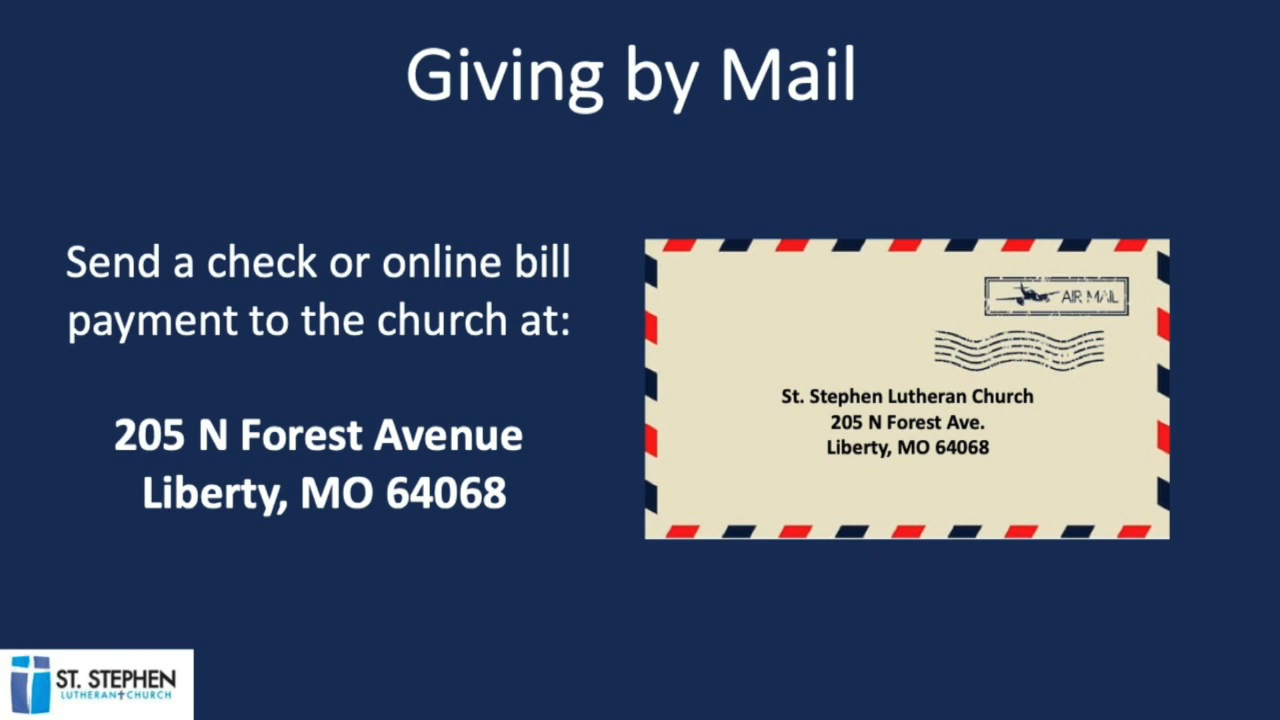 Giving by Mail
Send a check or online bill
payment to the church at:
205 N Forest Avenue
Liberty, MO 64068
AIR MAIL
St. Stephen Lutheran Church
205 N Forest Ave.
Liberty, MO 64068
ST. STEPHEN
LUTHERAN CHURCH